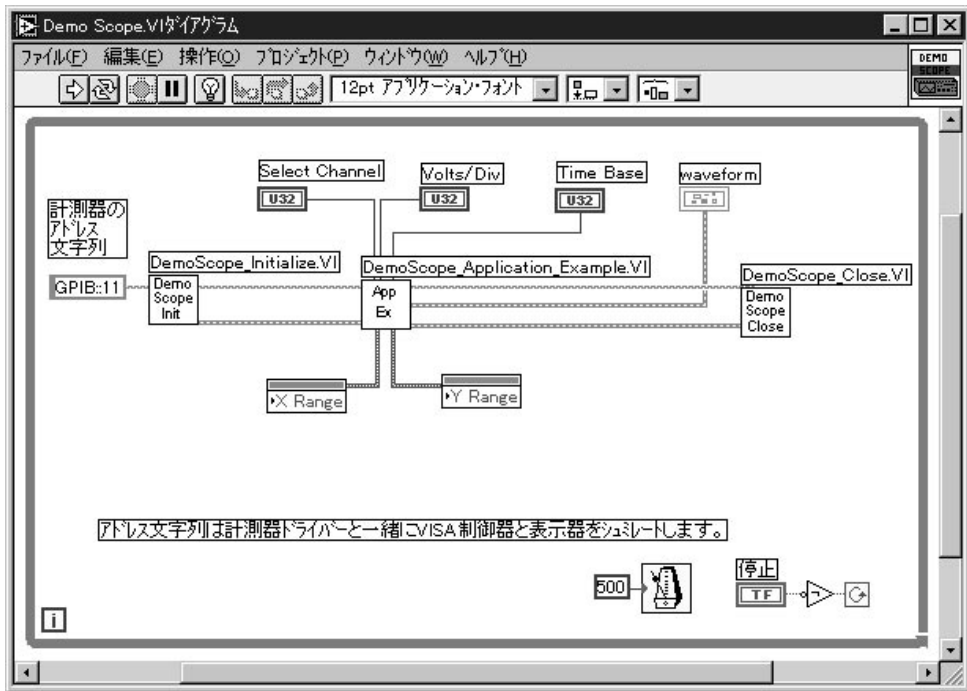 Demo Scope.VIダイアグラム
ファイル(F) 編集(E) 操作(O) プロジェクト(P) ウィンドウ(W) ヘルプ(H)
DEMO
SCOPE
12pt アプリケーション・フォント
Select Channel
Volts/Div
Time Base
waveform
U32
U32
U32
計測器の
アドレス
文字列
DemoScope_Initialize.VI
DemoScope_Application_Example.VI
DemoScope_Close.VI
GPIB::11
Demo
Scope
Init
App
Ex
Demo
Scope
Close
X Range
Y Range
アドレス文字列は計測器ドライバーと一緒にVISA制御器と表示器をシュミレートします。
500
停止
TF
i